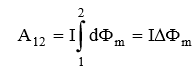 A₁₂ = I∫₁² dΦₘ = IΔΦₘ